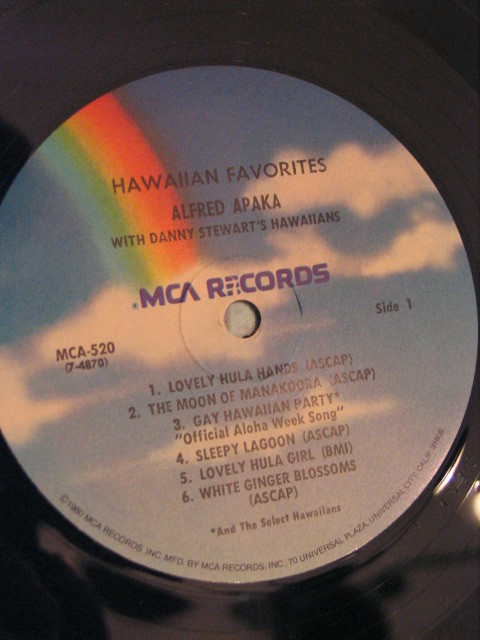 HAWAIIAN FAVORITES
ALFRED APAKA
WITH DANNY STEWART'S HAWAIIANS
*MCA RECORDS
Side 1
MCA-520
(7-4870)
1. LOVELY HULA HANDS (ASCAP)
2. THE MOON OF MANAKOORA (ASCAP)
3. GAY HAWAIIAN PARTY*
"Official Aloha Week Song"
4. SLEEPY LAGOON (ASCAP)
5. LOVELY HULA GIRL (BMI)
6. WHITE GINGER BLOSSOMS
(ASCAP)
*And The Select Hawaiians
©1980 MCA RECORDS, INC. MFD. BY MCA RECORDS, INC., 70 UNIVERSAL PLAZA, UNIVERSAL CITY, CALIF. 91608